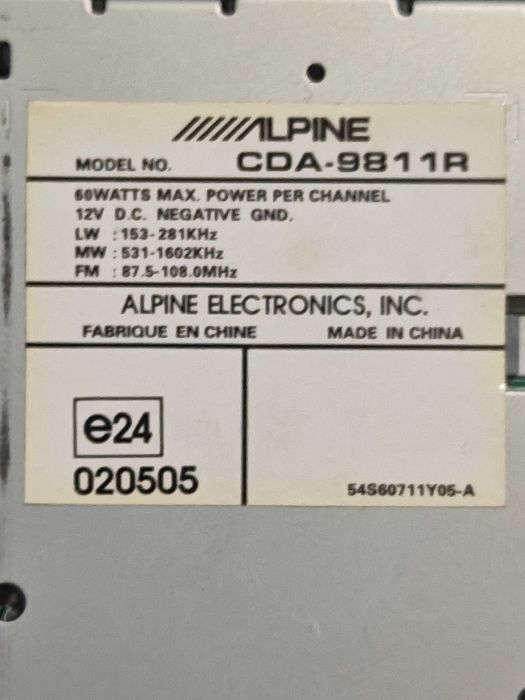 ALPINE
MODEL NO. CDA-9811R
60WATTS MAX. POWER PER CHANNEL
12V D.C. NEGATIVE GND.
LW : 153-281KHz
MW : 531-1602KHz
FM : 87.5-108.0MHz
ALPINE ELECTRONICS, INC.
FABRIQUE EN CHINE MADE IN CHINA
e24
020505
54S60711Y05-A